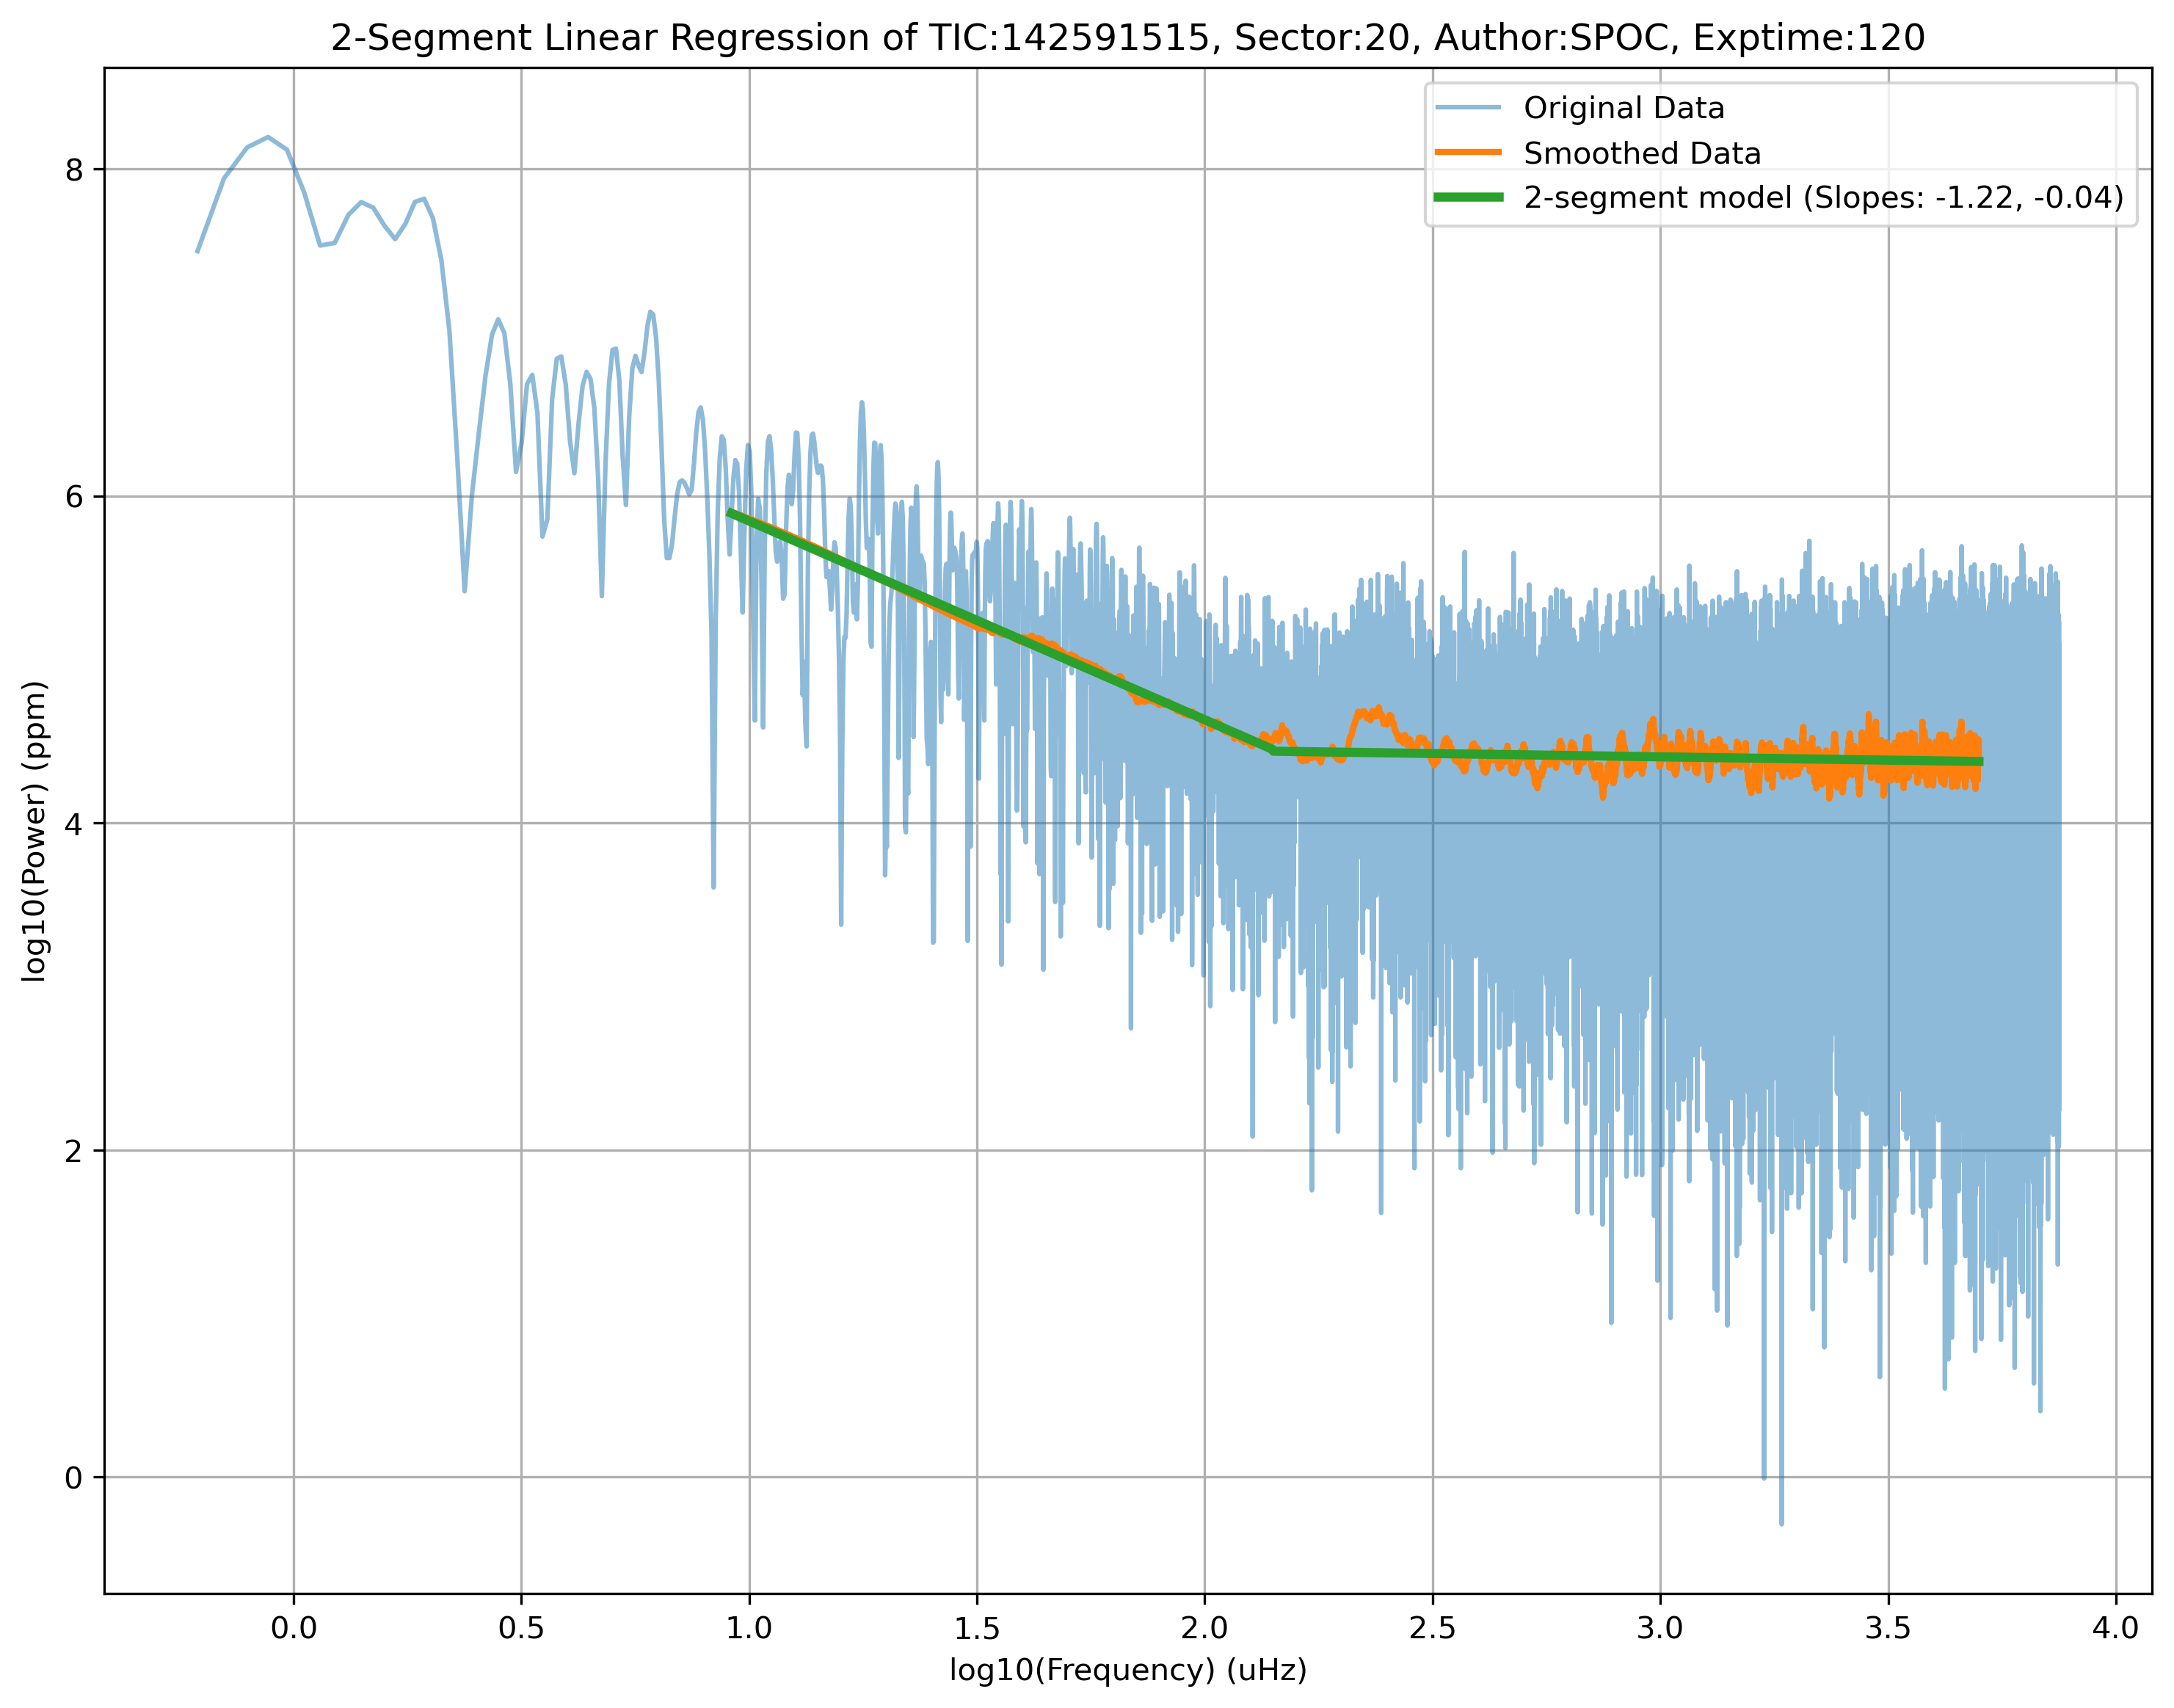 2-Segment Linear Regression of TIC:142591515, Sector:20, Author:SPOC, Exptime:120
Original Data
Smoothed Data
2-segment model (Slopes: -1.22, -0.04)
log10(Power) (ppm)
8
6
4
2
0
0.0 0.5 1.0 1.5 2.0 2.5 3.0 3.5 4.0
log10(Frequency) (uHz)